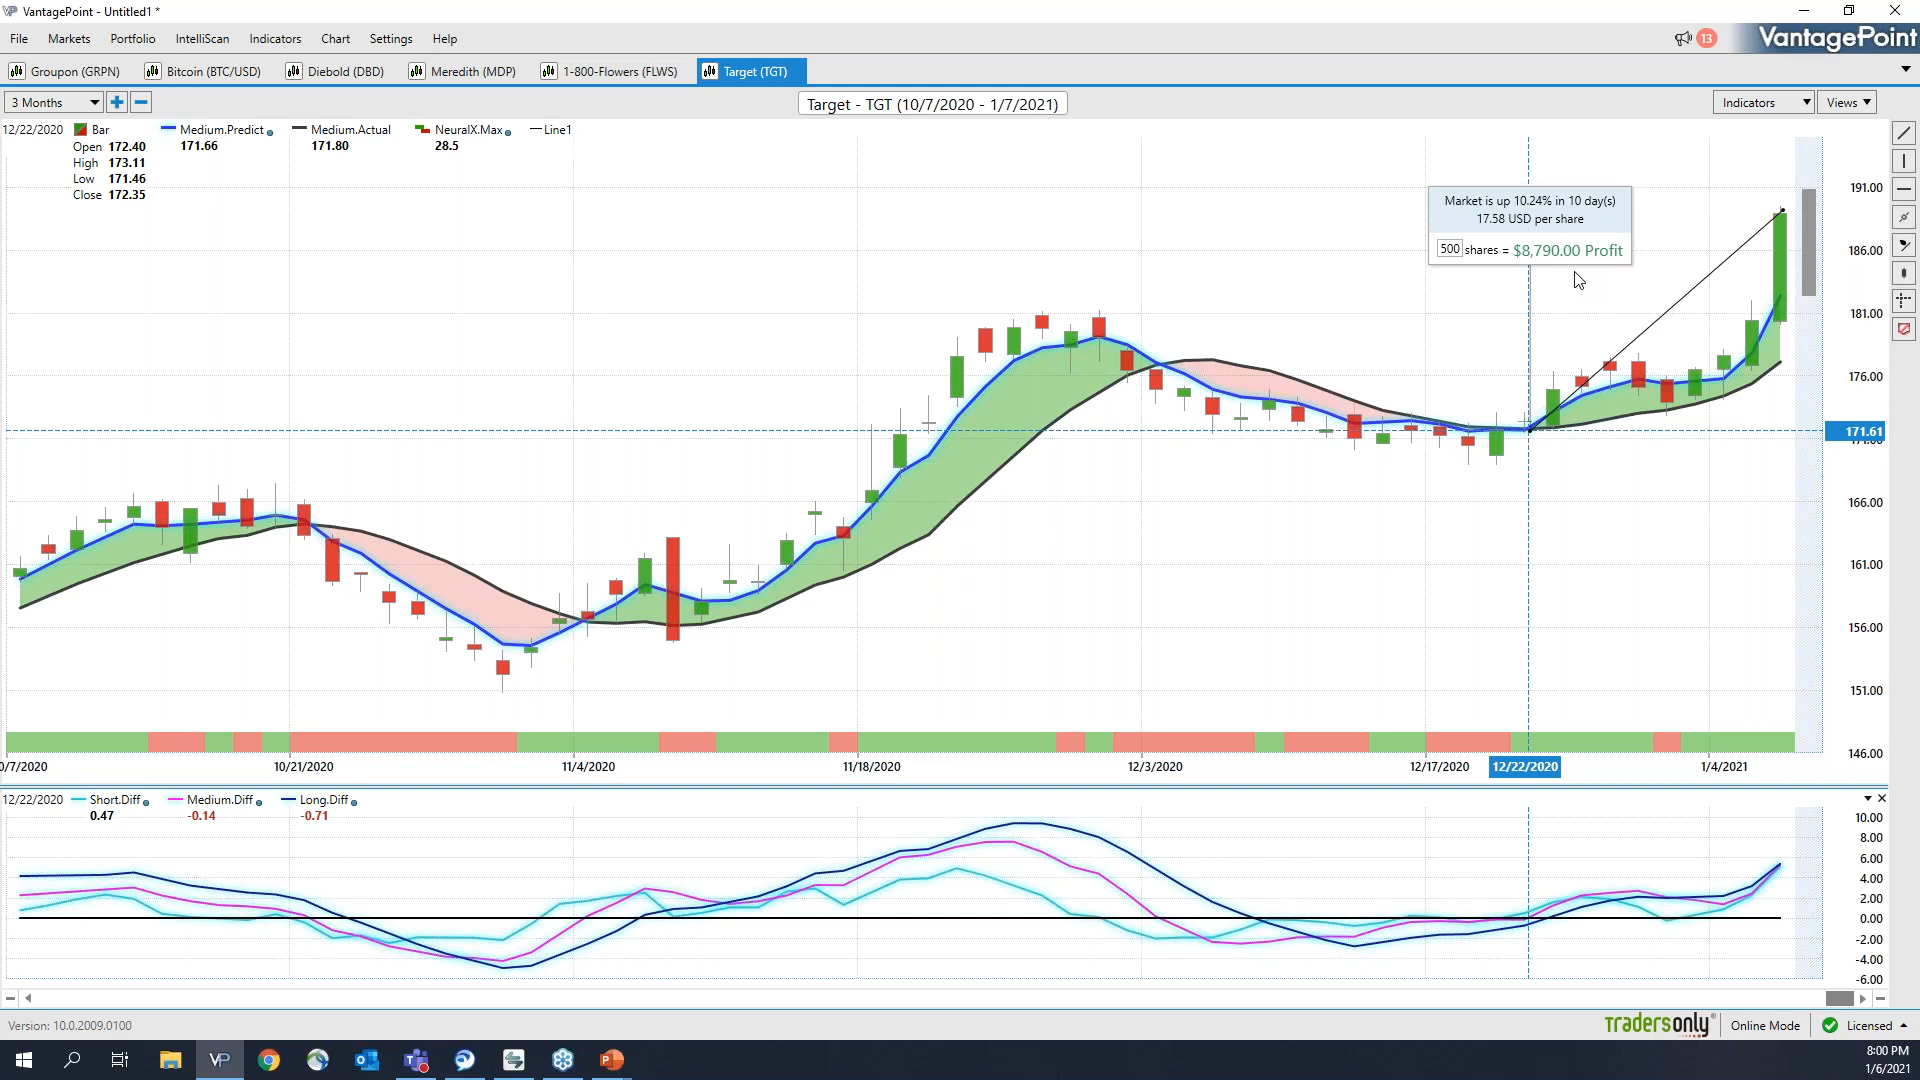 VantagePoint - Untitled1 *
File Markets Portfolio IntelliScan Indicators Chart Settings Help
13
VantagePoint
Groupon (GRPN) Bitcoin (BTC/USD) Diebold (DBD) Meredith (MDP) 1-800-Flowers (FLWS) Target (TGT)
3 Months
Target - TGT (10/7/2020 - 1/7/2021)
Indicators Views
12/22/2020 Bar Medium.Predict Medium.Actual NeuralX.Max Line1
Open 172.40 171.66 171.80 28.5
High 173.11
Low 171.46
Close 172.35
Market is up 10.24% in 10 day(s)
17.58 USD per share
500 shares = $8,790.00 Profit
191.00
186.00
181.00
176.00
171.61
166.00
161.00
156.00
151.00
146.00
0/7/2020 10/21/2020 11/4/2020 11/18/2020 12/3/2020 12/17/2020 12/22/2020 1/4/2021
12/22/2020 Short.Diff Medium.Diff Long.Diff
0.47 -0.14 -0.71
10.00
8.00
6.00
4.00
2.00
0.00
-2.00
-4.00
-6.00
Version: 10.0.2009.0100
tradersonly Online Mode Licensed
VP
8:00 PM
1/6/2021